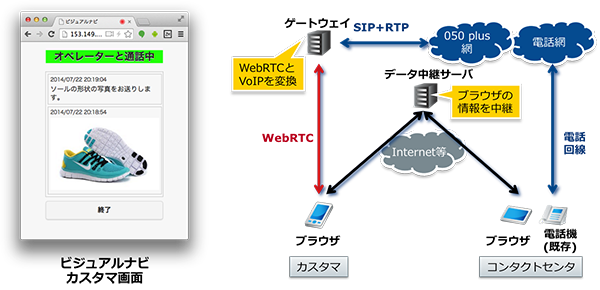 ビジュアルナビ
153.149.
オペレーターと通話中
2014/07/22 20:19:04
ソールの形状の写真をお送りしま
す。
2014/07/22 20:18:54
終了
ビジュアルナビ
カスタマ画面
ゲートウェイ
SIP+RTP
050 plus
網
電話網
WebRTCと
VoIPを変換
データ中継サーバ
ブラウザの
情報を中継
WebRTC
Internet等
電話
回線
ブラウザ
カスタマ
ブラウザ
電話機
(既存)
コンタクトセンタ